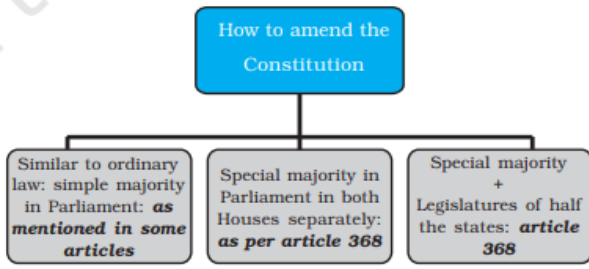 How to amend the
Constitution
Similar to ordinary
law: simple majority
in Parliament: as
mentioned in some
articles
Special majority in
Parliament in both
Houses separately:
as per article 368
Special majority
+
Legislatures of half
the states: article
368